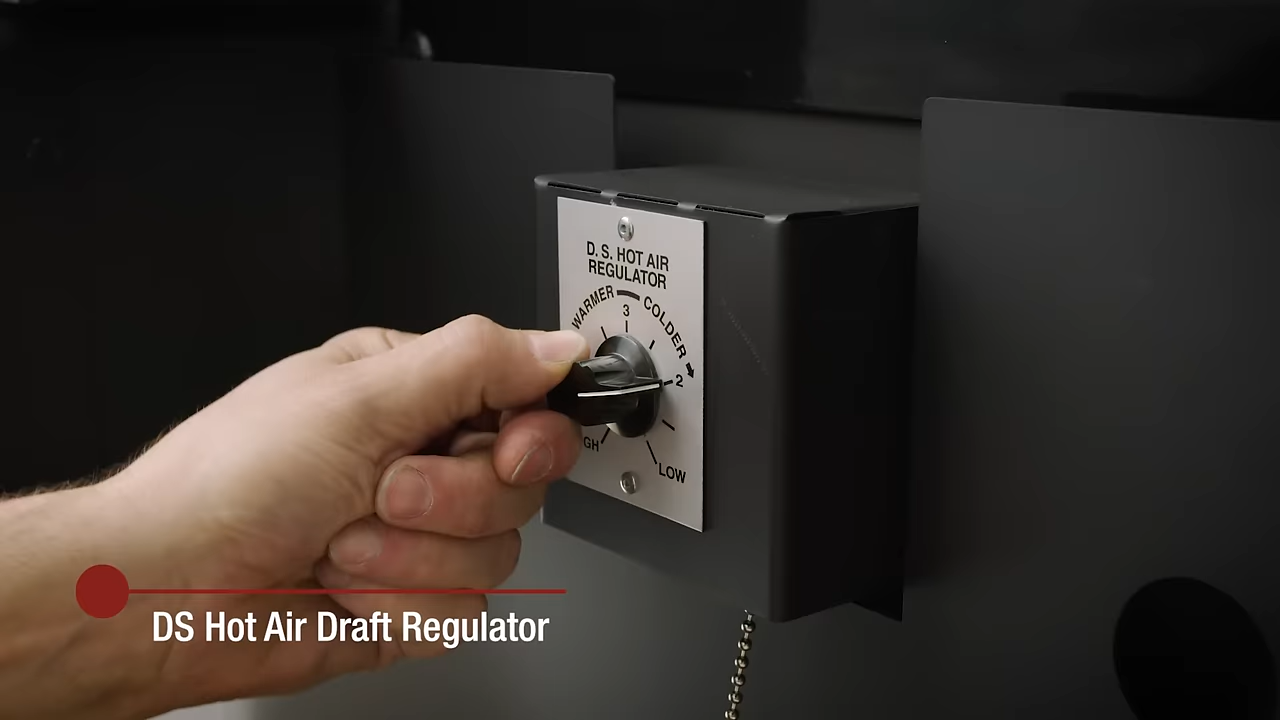 D. S. HOT AIR
REGULATOR
WARMER COLDER
3
2
GH
LOW
DS Hot Air Draft Regulator